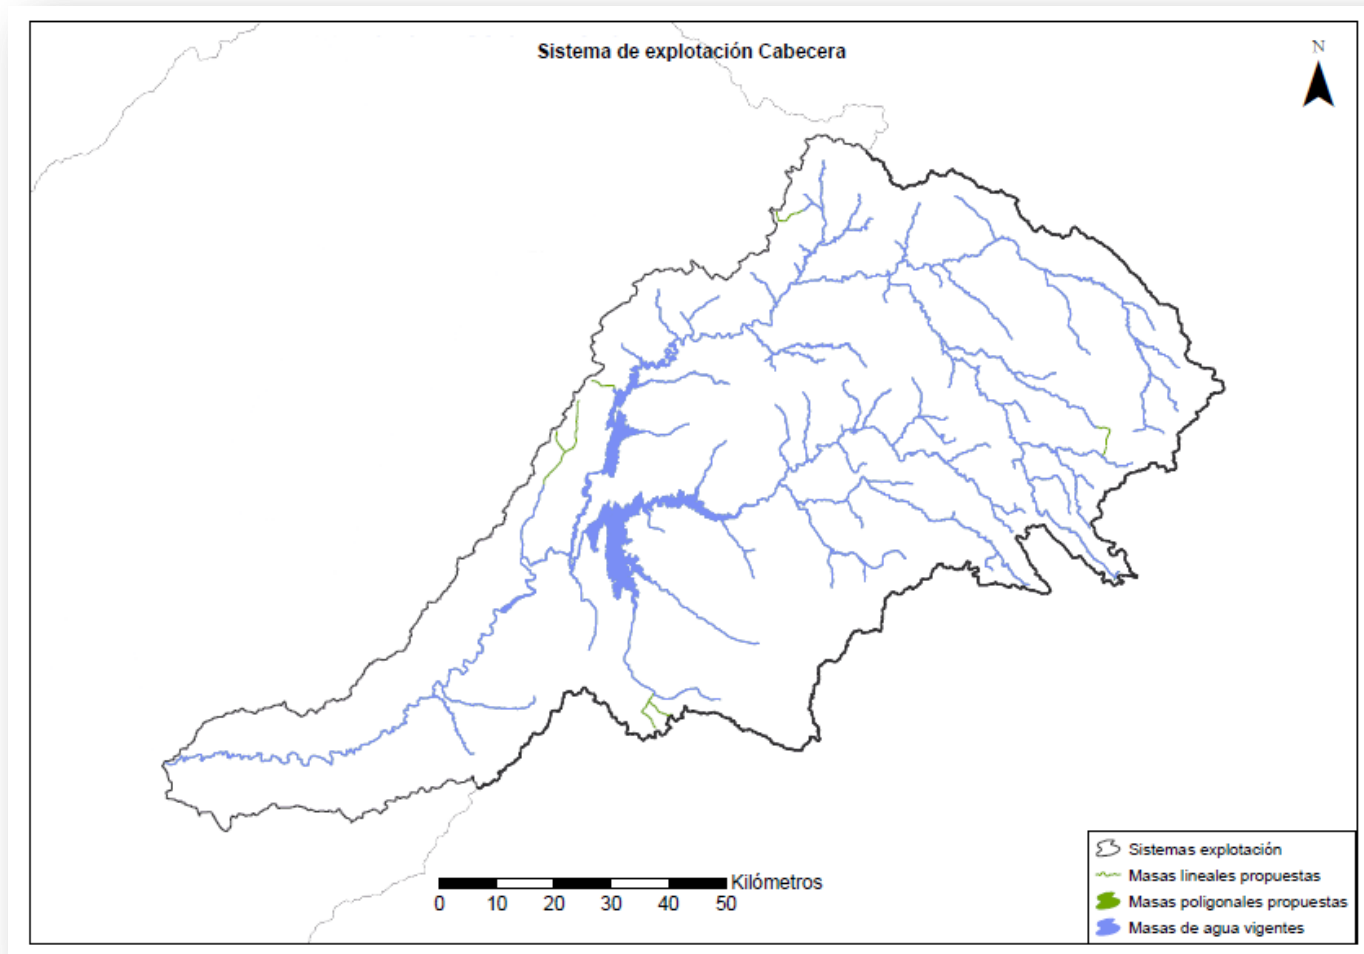 Sistema de explotación Cabecera
N
Kilómetros
0 10 20 30 40 50
Sistemas explotación
Masas lineales propuestas
Masas poligonales propuestas
Masas de agua vigentes